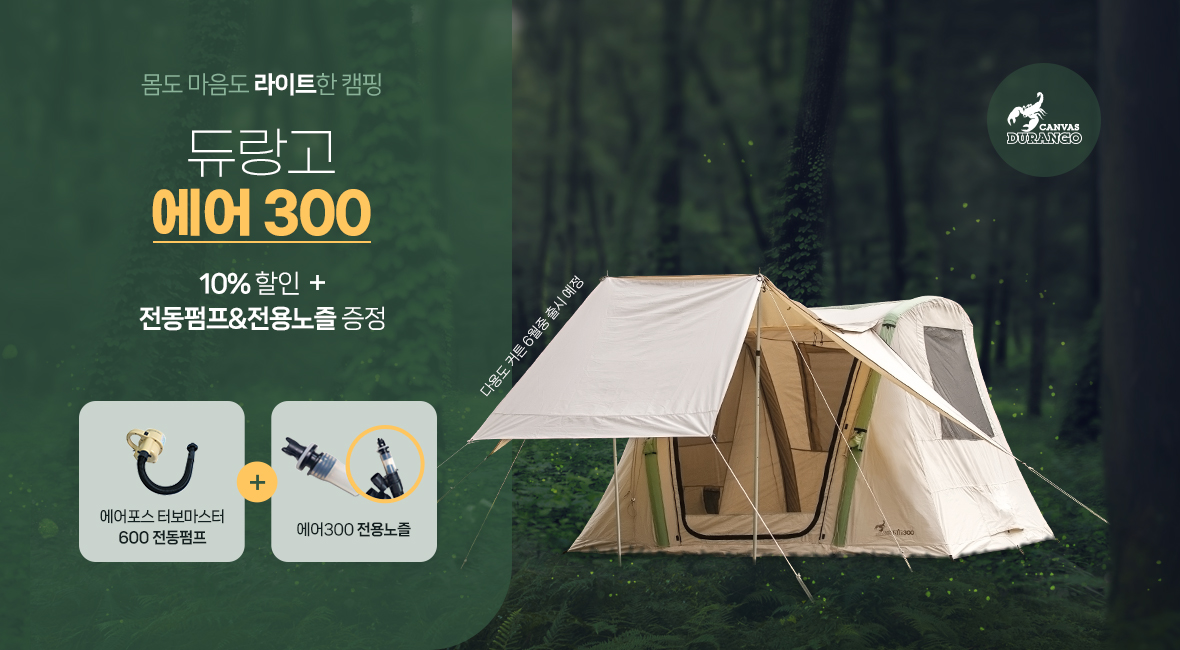 몸도 마음도 라이트한 캠핑
듀랑고
에어 300
10% 할인 +
전동펌프&전용노즐 증정
에어포스 터보마스터
600 전동펌프
+
에어300 전용노즐
다용도 커튼 6월중 출시 예정
CANVAS
DURANGO